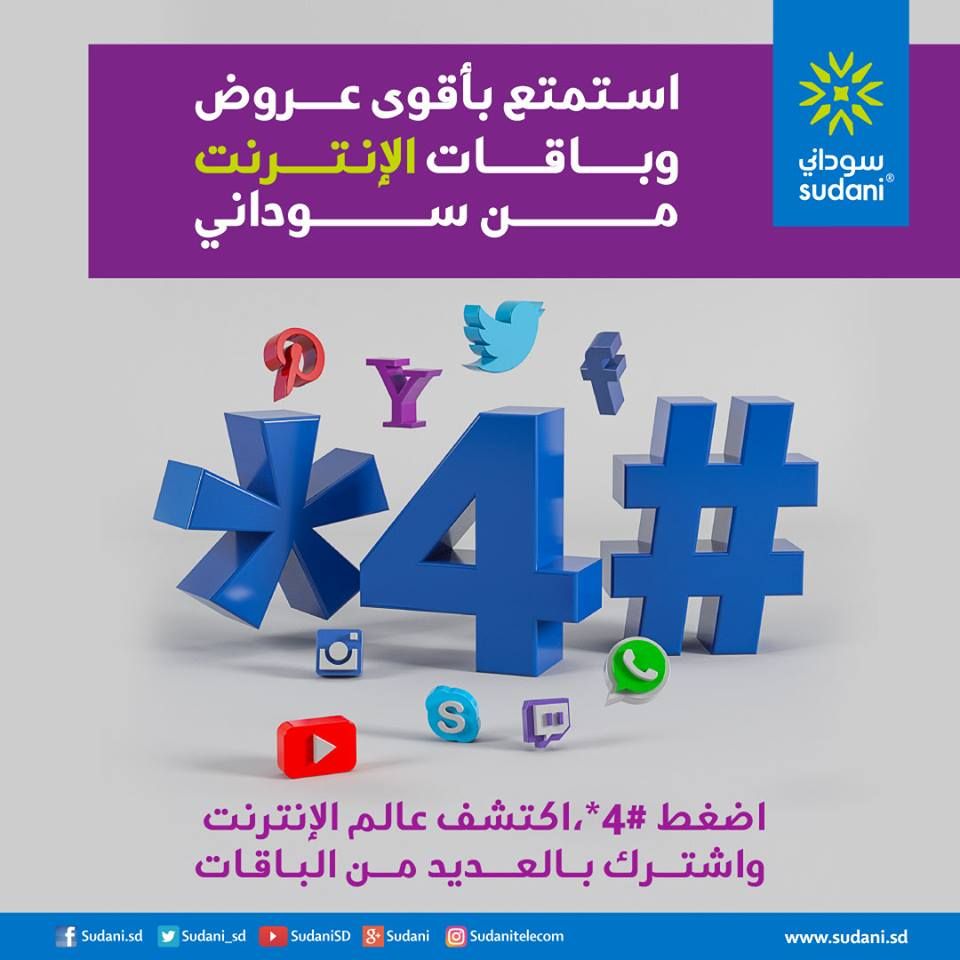 استمتع بأقوى عروض
وباقات الإنترنت
من سوداني
سوداني
sudani®
*4#
اضغط #4*،اكتشف عالم الإنترنت
واشترك بالعديد من الباقات
Sudani.sd Sudani_sd SudaniSD Sudani Sudanitelecom www.sudani.sd